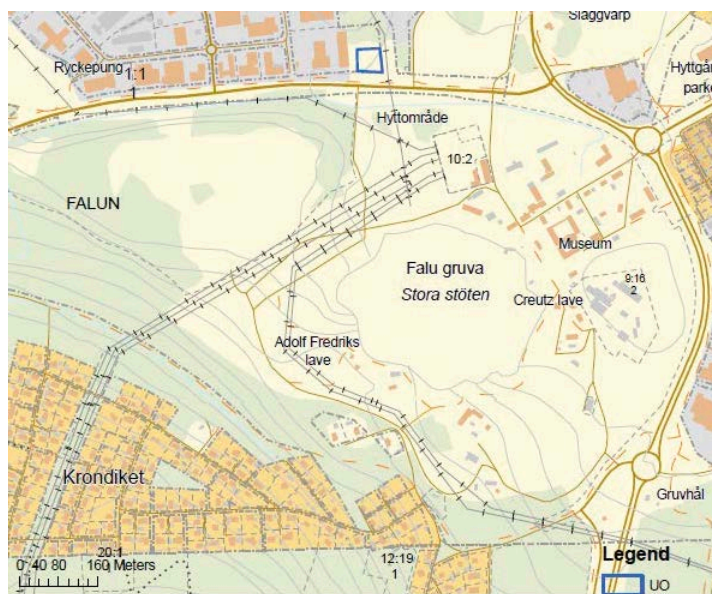 Slaggvarp
Ryckepung
1:1
1
Hyttgår
parke
Hyttområde
10:2
FALUN
Museum
Falu gruva
Stora stöten
9:16
2
Creutz lave
Adolf Fredriks
lave
Krondiket
Gruvhål
20:1
12:19
1
0 40 80 160 Meters
Legend
UO